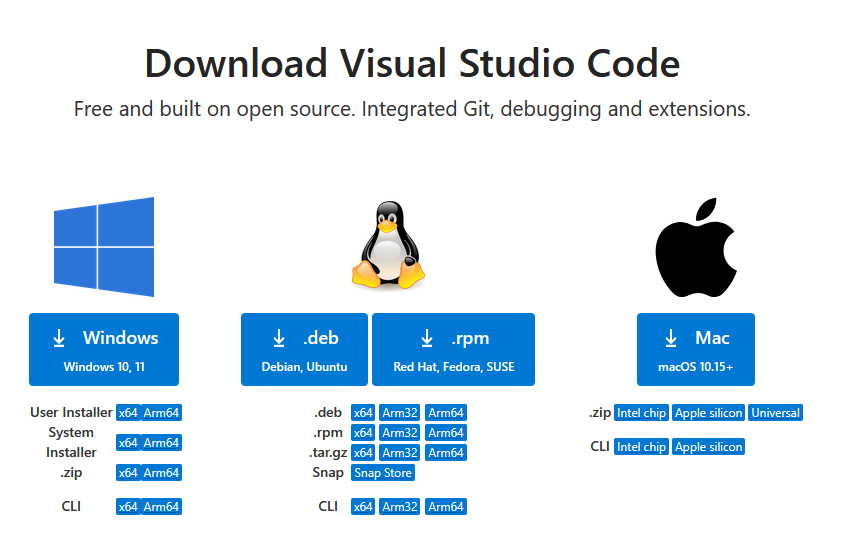 Download Visual Studio Code
Free and built on open source. Integrated Git, debugging and extensions.
Windows
Windows 10, 11
User Installer x64 Arm64
System
Installer x64 Arm64
.zip x64 Arm64
CLI x64 Arm64
.deb
Debian, Ubuntu
.rpm
Red Hat, Fedora, SUSE
.deb x64 Arm32 Arm64
.rpm x64 Arm32 Arm64
.tar.gz x64 Arm32 Arm64
Snap Snap Store
CLI x64 Arm32 Arm64
Mac
macOS 10.15+
.zip Intel chip Apple silicon Universal
CLI Intel chip Apple silicon